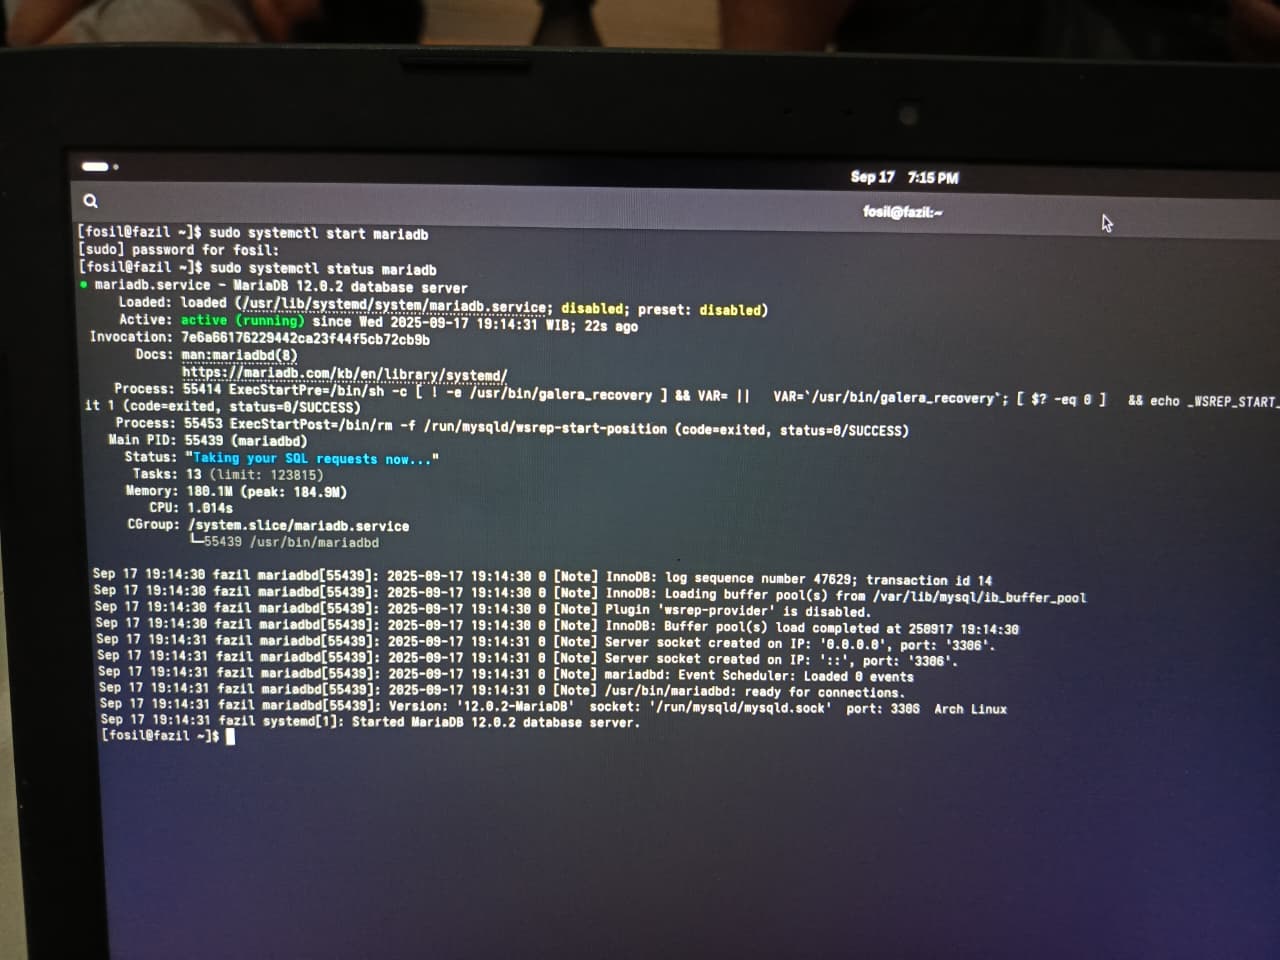 Sep 17 7:15 PM
fosil@fazil:~
[fosil@fazil ~]$ sudo systemctl start mariadb
[sudo] password for fosil:
[fosil@fazil ~]$ sudo systemctl status mariadb
● mariadb.service - MariaDB 12.0.2 database server
Loaded: loaded (/usr/lib/systemd/system/mariadb.service; disabled; preset: disabled)
Active: active (running) since Wed 2025-09-17 19:14:31 WIB; 22s ago
Invocation: 7e6a66176229442ca23f44f5cb72cb9b
Docs: man:mariadbd(8)
https://mariadb.com/kb/en/library/systemd/
Process: 55414 ExecStartPre=/bin/sh -c [ ! -e /usr/bin/galera_recovery ] && VAR= || VAR=`/usr/bin/galera_recovery`; [ $? -eq 0 ] && echo _WSREP_START_
it 1 (code=exited, status=0/SUCCESS)
Process: 55453 ExecStartPost=/bin/rm -f /run/mysqld/wsrep-start-position (code=exited, status=0/SUCCESS)
Main PID: 55439 (mariadbd)
Status: "Taking your SQL requests now..."
Tasks: 13 (limit: 123815)
Memory: 180.1M (peak: 184.9M)
CPU: 1.014s
CGroup: /system.slice/mariadb.service
└─55439 /usr/bin/mariadbd
Sep 17 19:14:30 fazil mariadbd[55439]: 2025-09-17 19:14:30 0 [Note] InnoDB: log sequence number 47629; transaction id 14
Sep 17 19:14:30 fazil mariadbd[55439]: 2025-09-17 19:14:30 0 [Note] InnoDB: Loading buffer pool(s) from /var/lib/mysql/ib_buffer_pool
Sep 17 19:14:30 fazil mariadbd[55439]: 2025-09-17 19:14:30 0 [Note] Plugin 'wsrep-provider' is disabled.
Sep 17 19:14:30 fazil mariadbd[55439]: 2025-09-17 19:14:30 0 [Note] InnoDB: Buffer pool(s) load completed at 250917 19:14:30
Sep 17 19:14:31 fazil mariadbd[55439]: 2025-09-17 19:14:31 0 [Note] Server socket created on IP: '0.0.0.0', port: '3306'.
Sep 17 19:14:31 fazil mariadbd[55439]: 2025-09-17 19:14:31 0 [Note] Server socket created on IP: '::', port: '3306'.
Sep 17 19:14:31 fazil mariadbd[55439]: 2025-09-17 19:14:31 0 [Note] mariadbd: Event Scheduler: Loaded 0 events
Sep 17 19:14:31 fazil mariadbd[55439]: 2025-09-17 19:14:31 0 [Note] /usr/bin/mariadbd: ready for connections.
Sep 17 19:14:31 fazil mariadbd[55439]: Version: '12.0.2-MariaDB' socket: '/run/mysqld/mysqld.sock' port: 3306 Arch Linux
Sep 17 19:14:31 fazil systemd[1]: Started MariaDB 12.0.2 database server.
[fosil@fazil ~]$